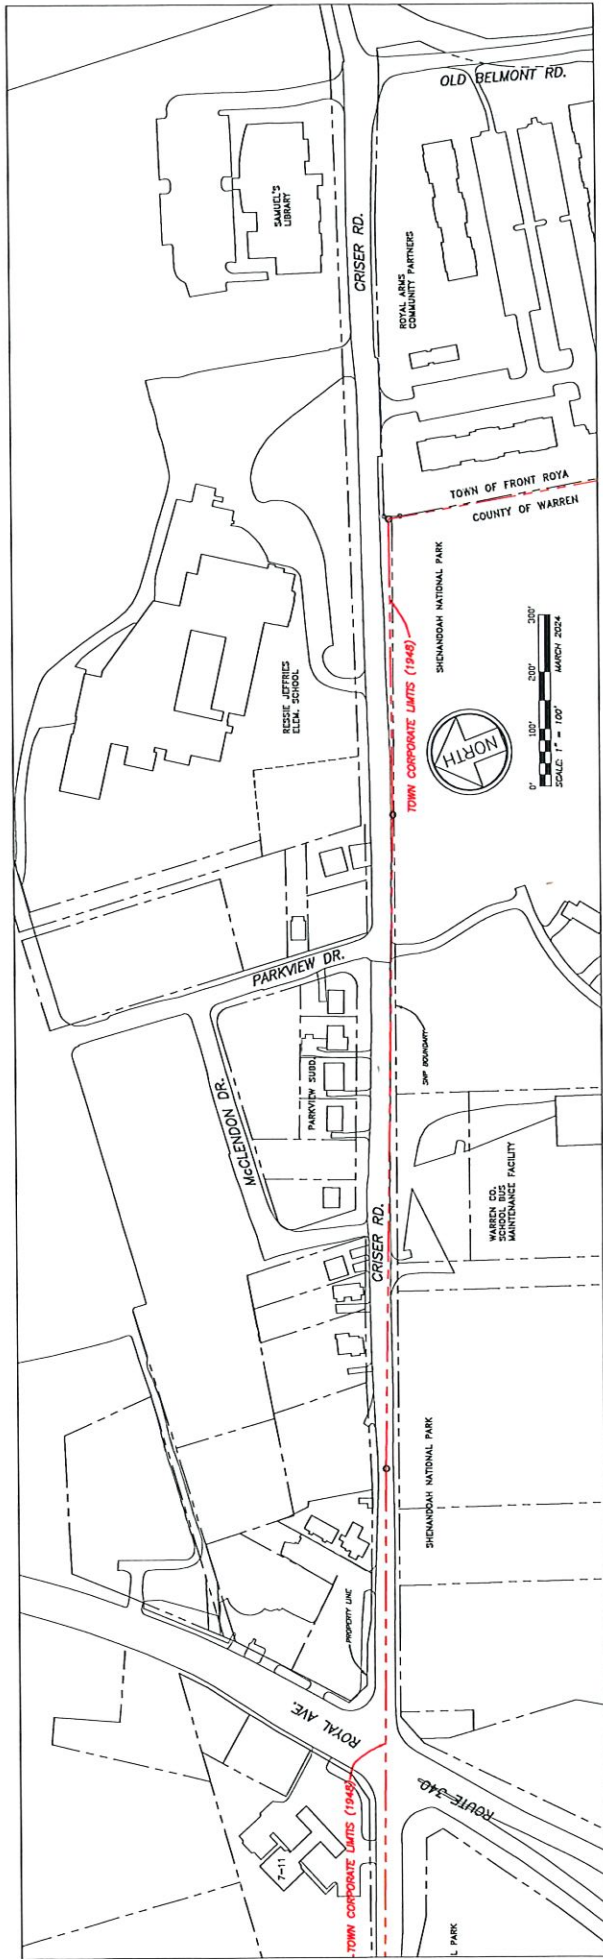 OLD BELMONT RD.
SAMUEL'S
LIBRARY
CRISER RD.
ROYAL ARMS
COMMUNITY PARTNERS
TOWN OF FRONT ROYA
COUNTY OF WARREN
SHENANDOAH NATIONAL PARK
RESSIE JEFFRIES
ELEM. SCHOOL
TOWN CORPORATE LIMTIS (1948)
NORTH
0' 100' 200' 300'
SCALE: 1" = 100' MARCH 2024
PARKVIEW DR.
McCLENDON DR.
PARKVIEW SUBD.
SNP BOUNDARY
WARREN CO.
SCHOOL BUS
MAINTENANCE FACILITY
CRISER RD.
SHENANDOAH NATIONAL PARK
PROPERTY LINE
ROYAL AVE.
ROUTE 340
7-11
TOWN CORPORATE LIMTIS (1948)
L PARK